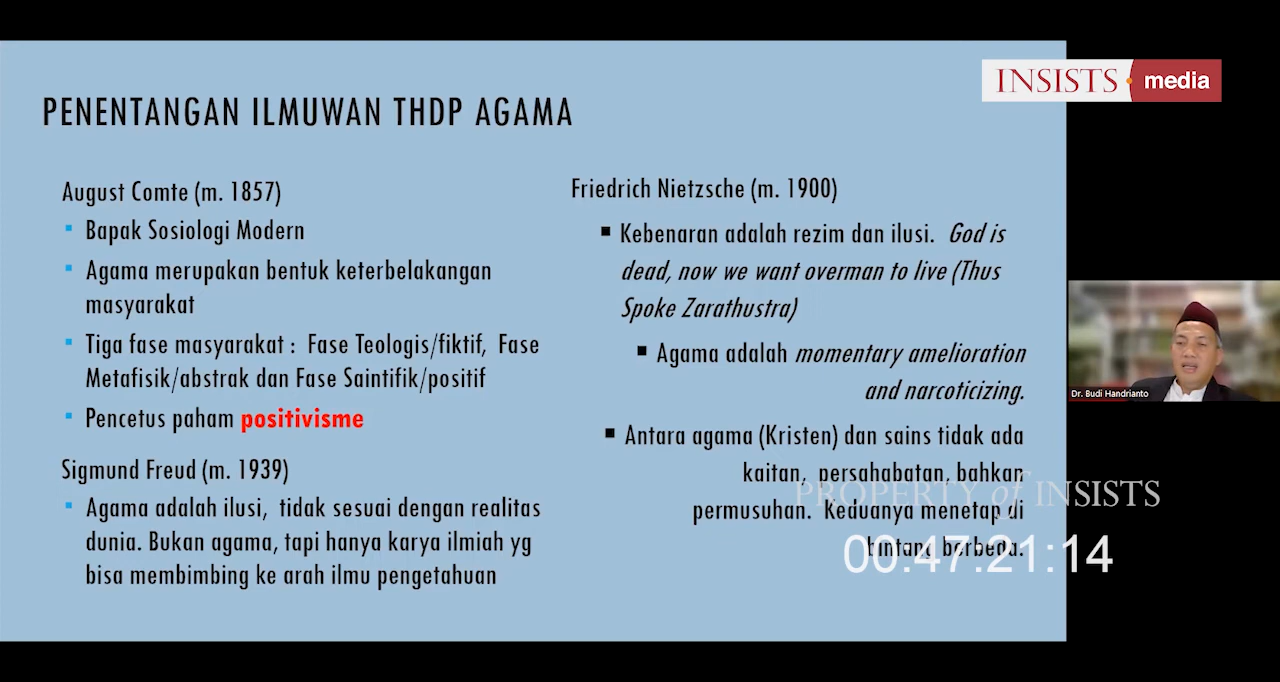 INSISTS media
PENENTANGAN ILMUWAN THDP AGAMA
August Comte (m. 1857)
Bapak Sosiologi Modern
Agama merupakan bentuk keterbelakangan
masyarakat
Tiga fase masyarakat : Fase Teologis/fiktif, Fase
Metafisik/abstrak dan Fase Saintifik/positif
Pencetus paham positivisme
Sigmund Freud (m. 1939)
Agama adalah ilusi, tidak sesuai dengan realitas
dunia. Bukan agama, tapi hanya karya ilmiah yg
bisa membimbing ke arah ilmu pengetahuan
Friedrich Nietzsche (m. 1900)
Kebenaran adalah rezim dan ilusi. God is
dead, now we want overman to live (Thus
Spoke Zarathustra)
Agama adalah momentary amelioration
and narcoticizing.
Antara agama (Kristen) dan sains tidak ada
kaitan, persahabatan, bahkan
permusuhan. Keduanya menetap di
bintang berbeda.
PROPERTY of INSISTS
00:47:21:14
Dr. Budi Handrianto